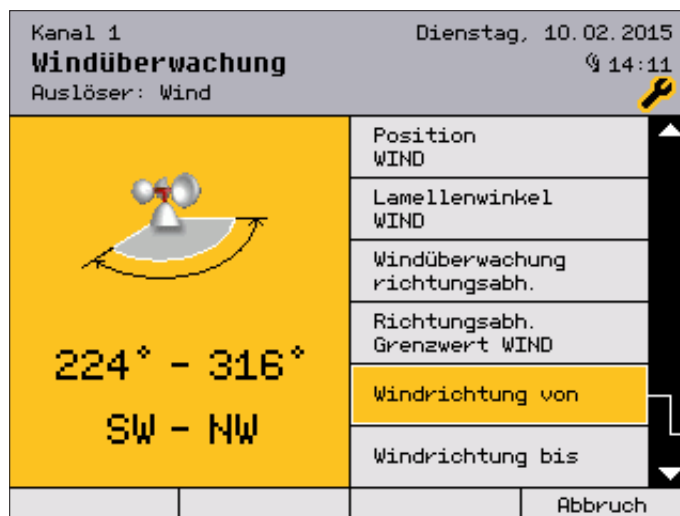 Kanal 1
Dienstag, 10.02.2015
Windüberwachung
14:11
Auslöser: Wind
224° - 316°
SW - NW
Position
WIND
Lamellenwinkel
WIND
Windüberwachung
richtungsabh.
Richtungsabh.
Grenzwert WIND
Windrichtung von
Windrichtung bis
Abbruch